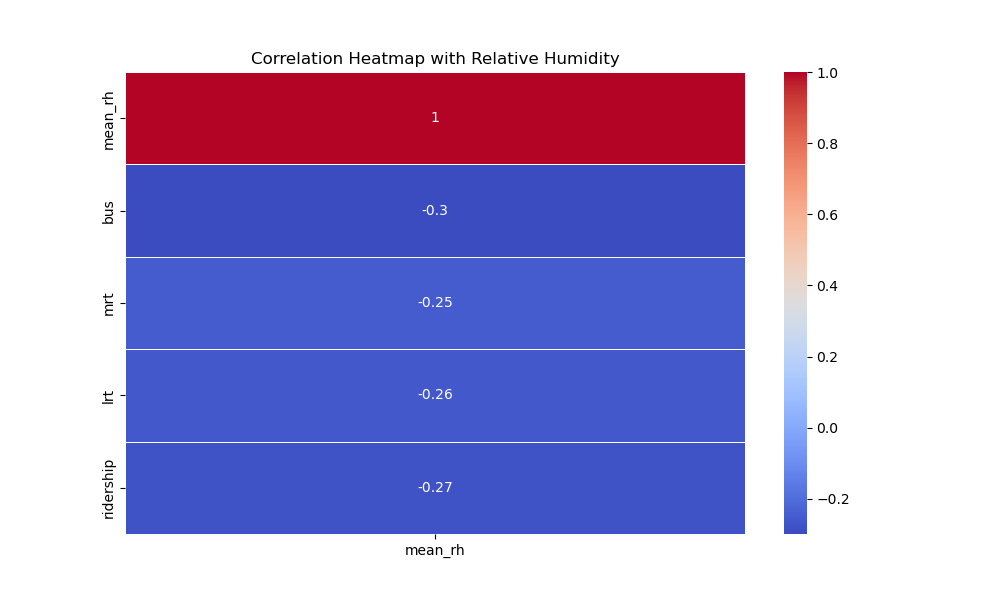 Correlation Heatmap with Relative Humidity
mean_rh
1
bus
-0.3
mrt
-0.25
lrt
-0.26
ridership
-0.27
mean_rh
1.0
0.8
0.6
0.4
0.2
0.0
−0.2